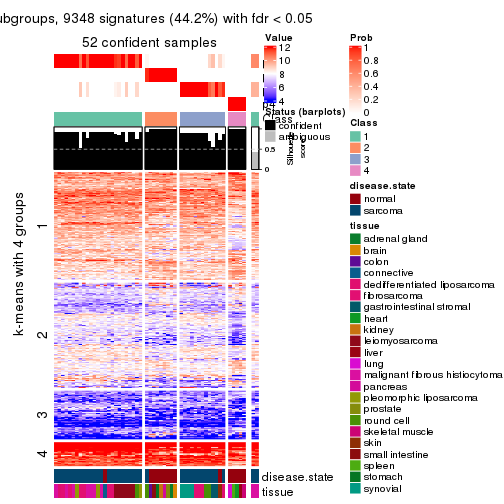 ubgroups, 9348 signatures (44.2%) with fdr < 0.05
52 confident samples
k-means with 4 groups
1
2
3
4
p4
Class
1
0.5
0
Silhouette
score
disease.state
tissue
Value
12
10
8
6
4
Status (barplots)
confident
ambiguous
Prob
1
0.8
0.6
0.4
0.2
0
Class
1
2
3
4
disease.state
normal
sarcoma
tissue
adrenal gland
brain
colon
connective
dedifferentiated liposarcoma
fibrosarcoma
gastrointestinal stromal
heart
kidney
leiomyosarcoma
liver
lung
malignant fibrous histiocytoma
pancreas
pleomorphic liposarcoma
prostate
round cell
skeletal muscle
skin
small intestine
spleen
stomach
synovial